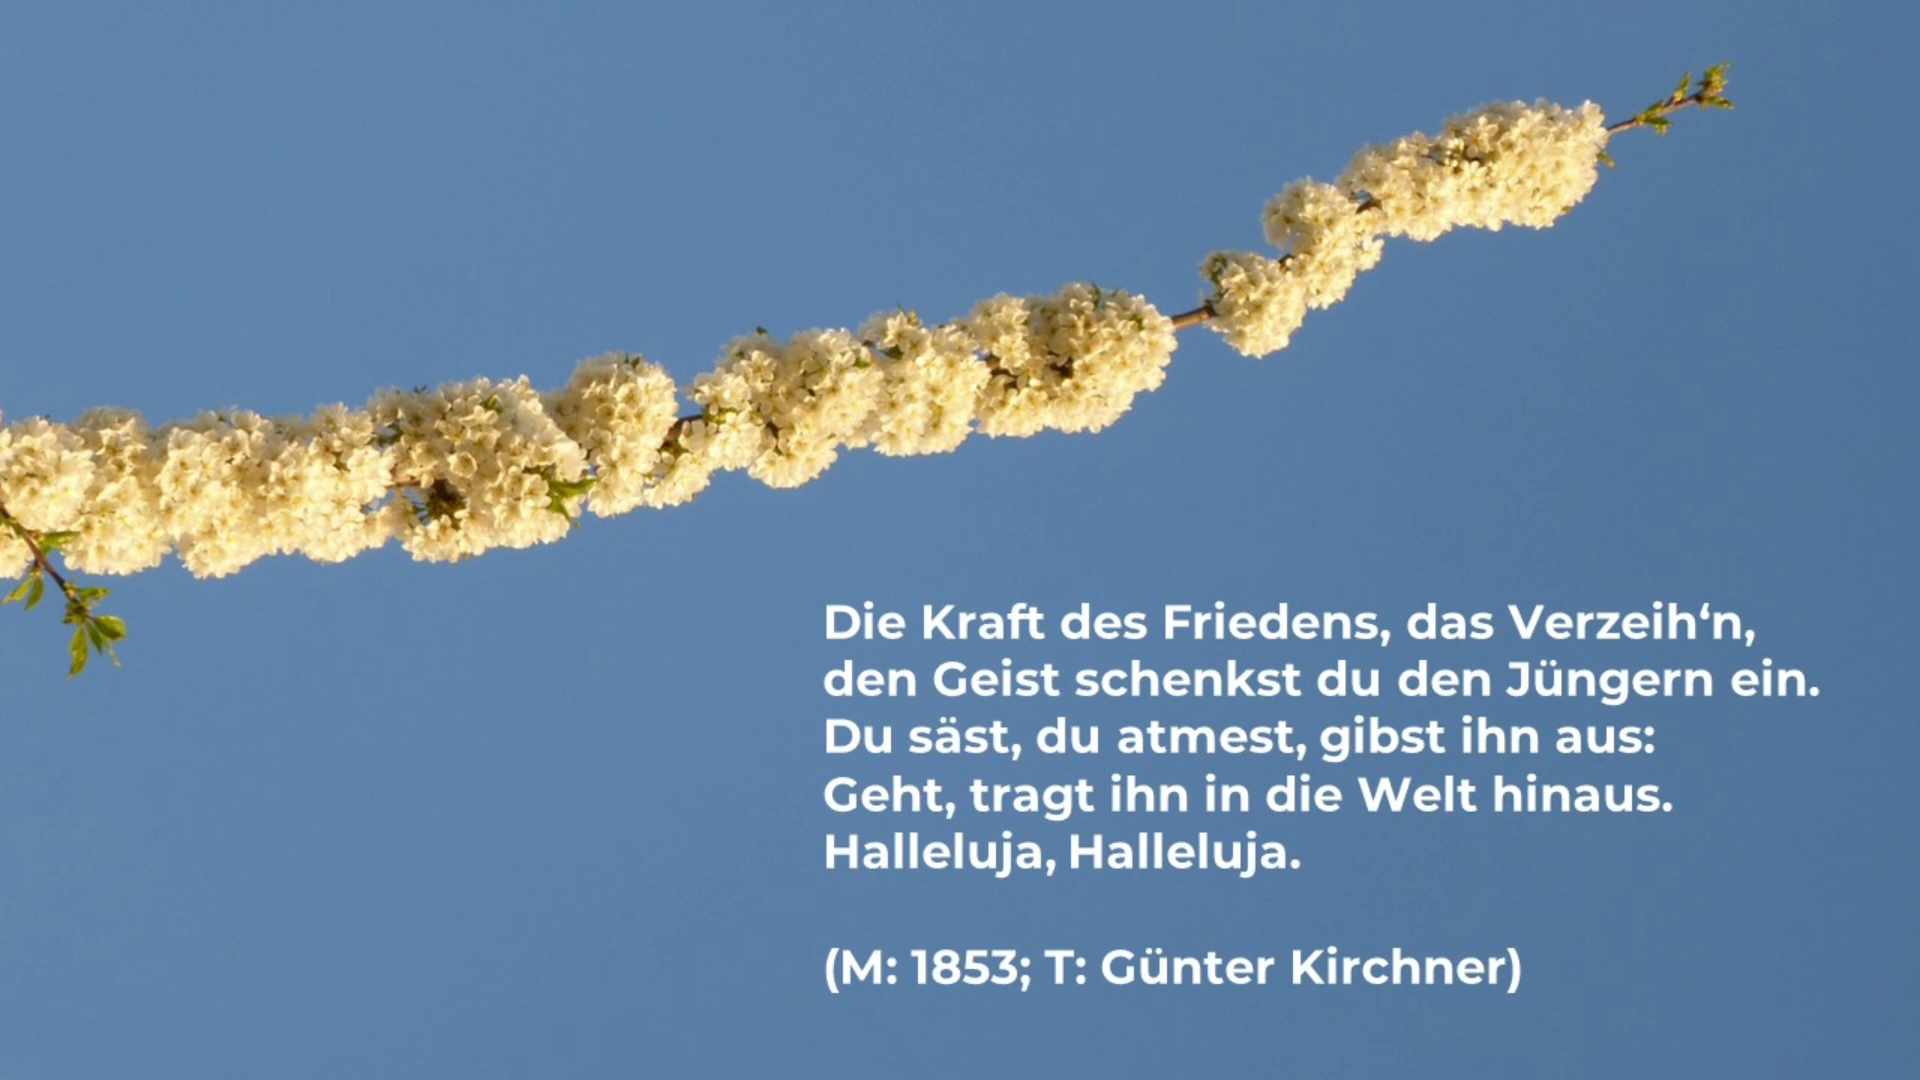 Die Kraft des Friedens, das Verzeih‘n,
den Geist schenkst du den Jüngern ein.
Du säst, du atmest, gibst ihn aus:
Geht, tragt ihn in die Welt hinaus.
Halleluja, Halleluja.
(M: 1853; T: Günter Kirchner)